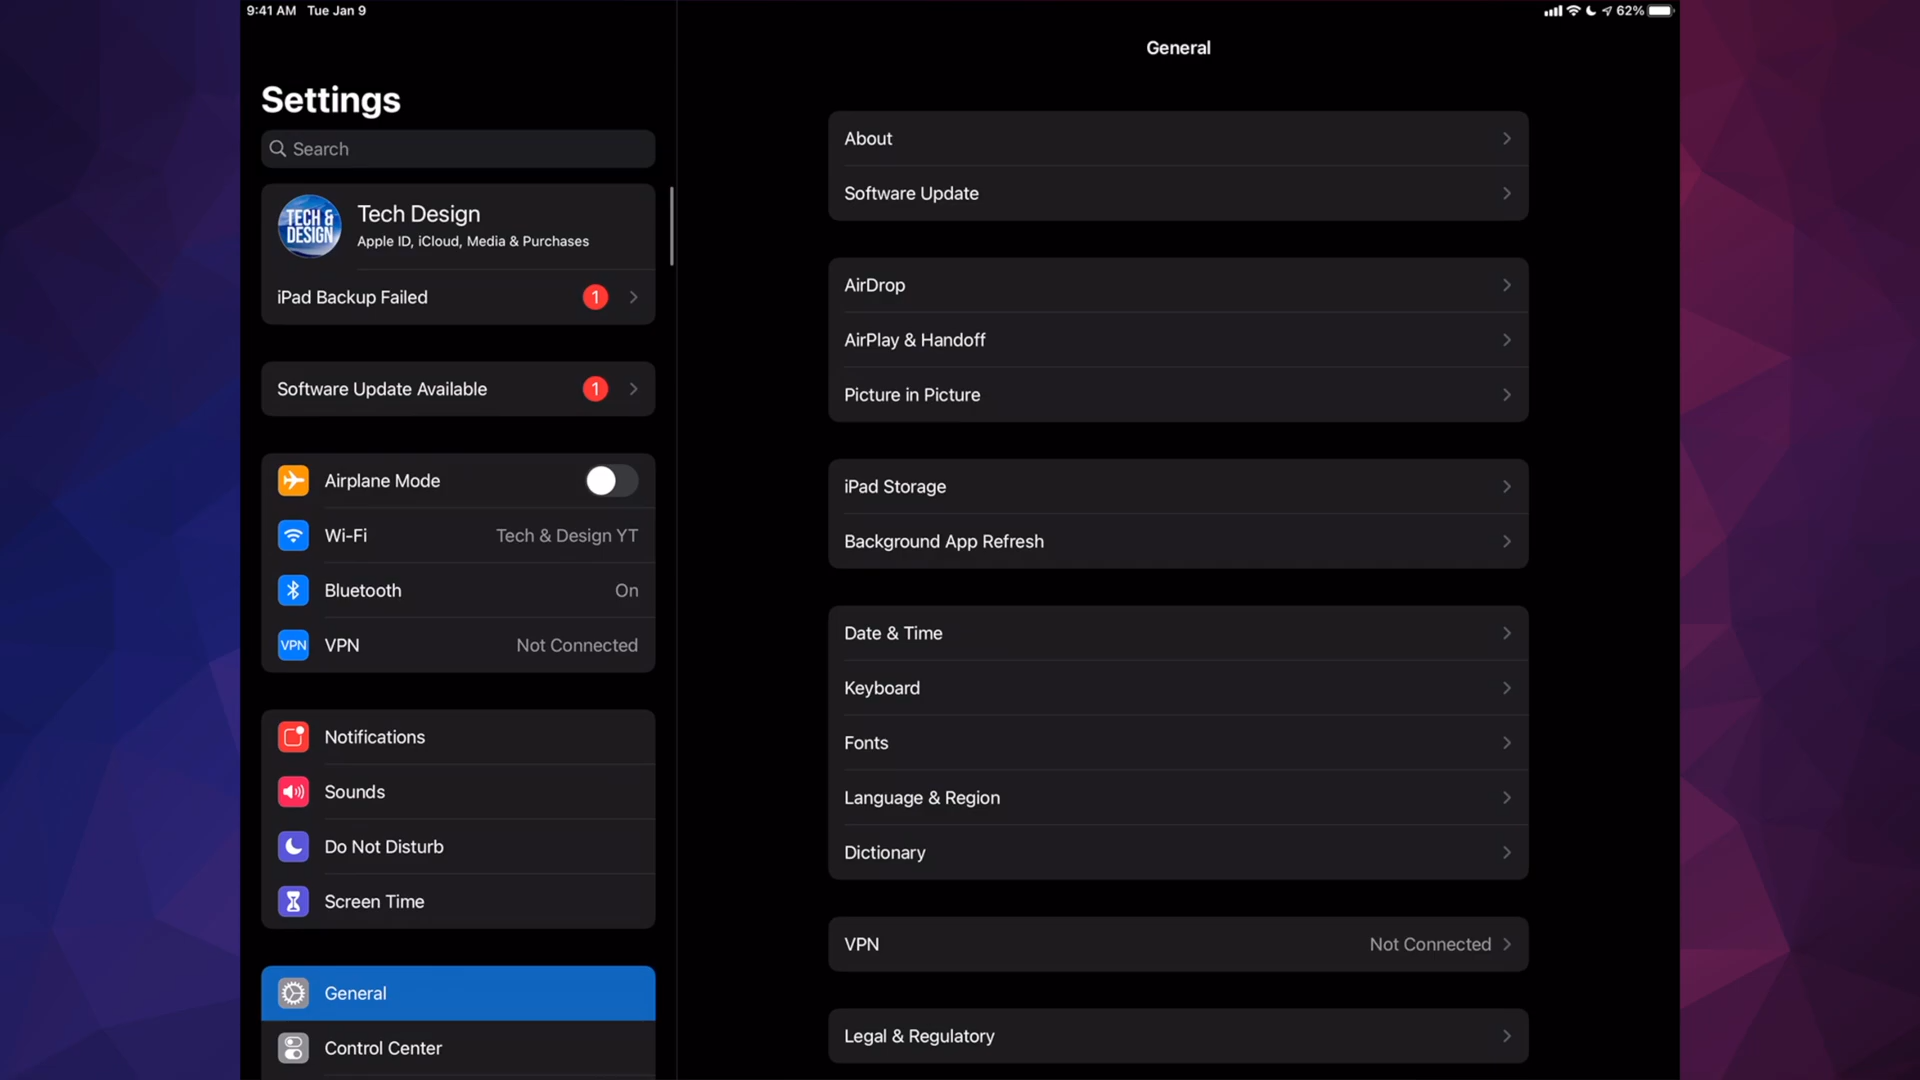 9:41 AM Tue Jan 9
62%
Settings
Search
TECH &
DESIGN
Tech Design
Apple ID, iCloud, Media & Purchases
iPad Backup Failed 1
Software Update Available 1
Airplane Mode
Wi-Fi Tech & Design YT
Bluetooth On
VPN VPN Not Connected
Notifications
Sounds
Do Not Disturb
Screen Time
General
Control Center
General
About
Software Update
AirDrop
AirPlay & Handoff
Picture in Picture
iPad Storage
Background App Refresh
Date & Time
Keyboard
Fonts
Language & Region
Dictionary
VPN Not Connected
Legal & Regulatory